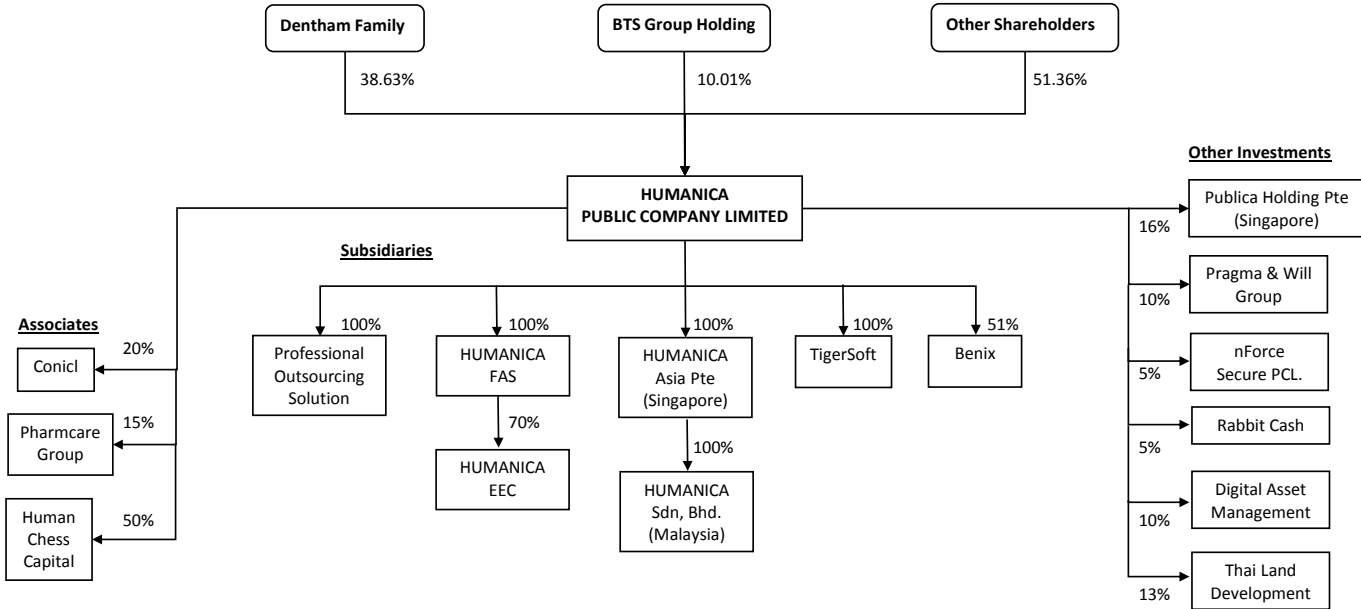 Dentham Family
BTS Group Holding
Other Shareholders
38.63%
10.01%
51.36%
HUMANICA
PUBLIC COMPANY LIMITED
Other Investments
Publica Holding Pte
(Singapore)
16%
Pragma & Will
Group
10%
nForce
Secure PCL.
5%
Rabbit Cash
5%
Digital Asset
Management
10%
Thai Land
Development
13%
Subsidiaries
100%
Professional
Outsourcing
Solution
100%
HUMANICA
FAS
70%
HUMANICA
EEC
100%
HUMANICA
Asia Pte
(Singapore)
100%
HUMANICA
Sdn, Bhd.
(Malaysia)
100%
TigerSoft
51%
Benix
Associates
20%
Conicl
15%
Pharmcare
Group
50%
Human
Chess
Capital